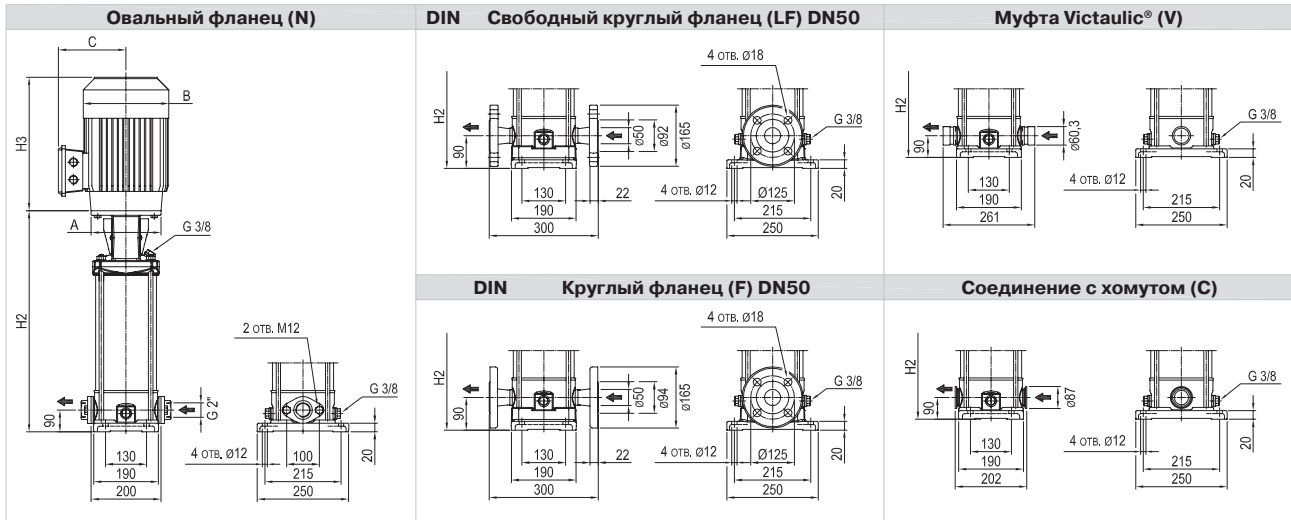 Овальный фланец (N)
C
B
H3
A
G 3/8
H2
2 отв. M12
G 2"
G 3/8
90
130
190
200
4 отв. Ø12
100
215
250
20
DIN Свободный круглый фланец (LF) DN50
4 отв. Ø18
H2
90
ø50
ø92
ø165
G 3/8
130
190
300
22
4 отв. Ø12
Ø125
215
250
20
Муфта Victaulic® (V)
H2
90
ø60,3
G 3/8
130
190
261
4 отв. Ø12
215
250
20
DIN Круглый фланец (F) DN50
4 отв. Ø18
H2
90
ø50
ø94
ø165
G 3/8
130
190
300
22
4 отв. Ø12
Ø125
215
250
20
Соединение с хомутом (C)
H2
90
ø87
G 3/8
130
190
202
4 отв. Ø12
215
250
20